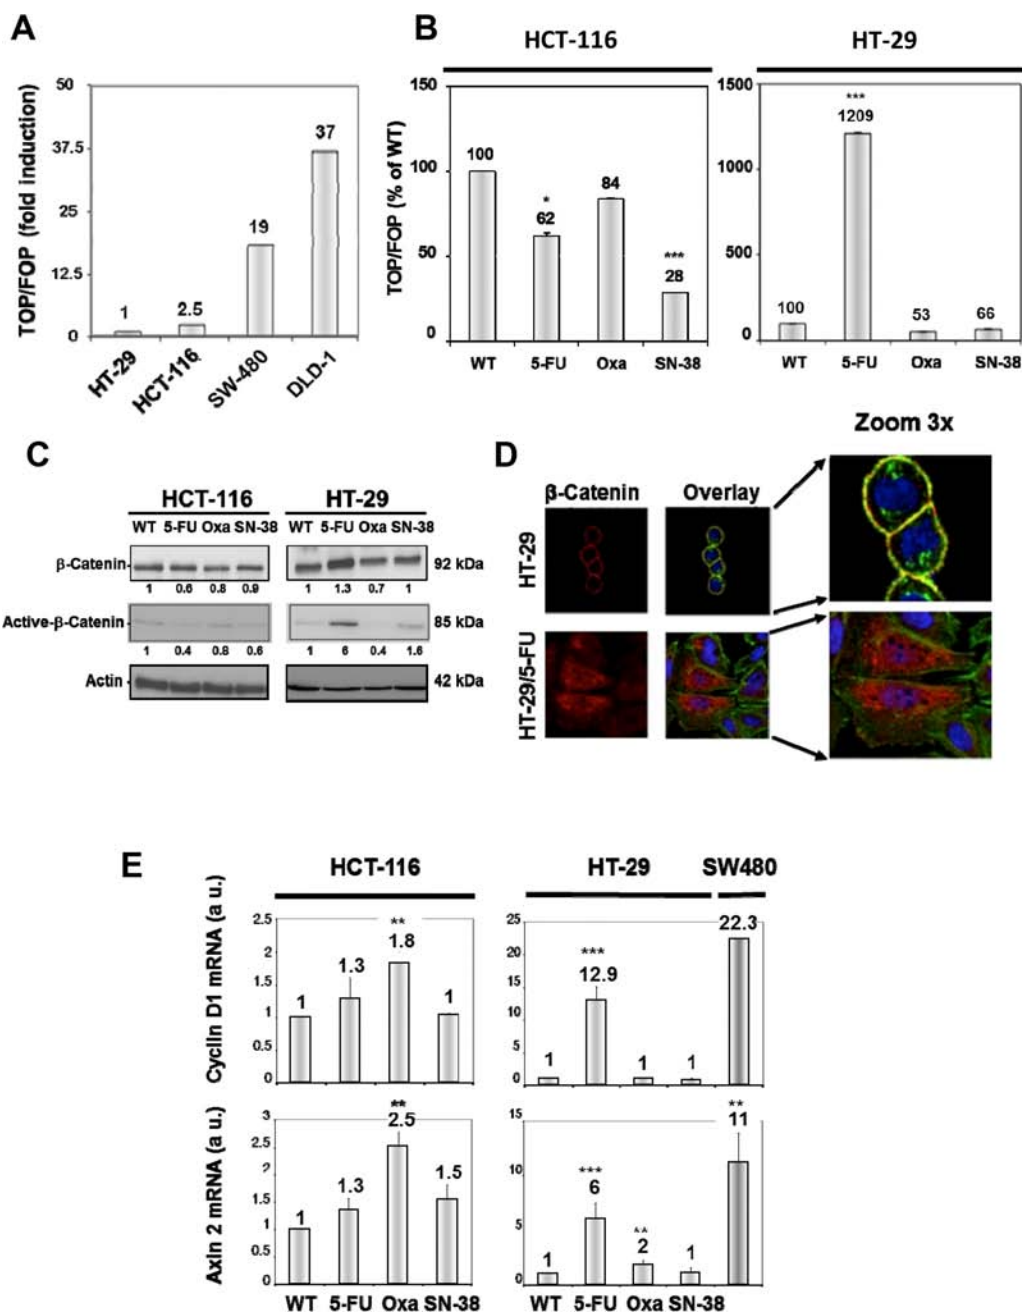 A
TOP/FOP (fold induction)
50
37.5
25
12.5
0
1
2.5
19
37
HT-29
HCT-116
SW-480
DLD-1
B
HCT-116
HT-29
TOP/FOP (% of WT)
150
100
50
0
100
*
62
84
***
28
WT 5-FU Oxa SN-38
1500
1000
500
0
100
***
1209
53
66
WT 5-FU Oxa SN-38
C
HCT-116 HT-29
WT 5-FU Oxa SN-38 WT 5-FU Oxa SN-38
β-Catenin 92 kDa
1 0.6 0.8 0.9 1 1.3 0.7 1
Active-β-Catenin 85 kDa
1 0.4 0.8 0.6 1 6 0.4 1.6
Actin 42 kDa
D
Zoom 3x
β-Catenin Overlay
HT-29
HT-29/5-FU
E
HCT-116 HT-29 SW480
Cyclin D1 mRNA (a u.)
2.5
2
1.5
1
0.5
0
1
1.3
**
1.8
1
25
20
15
10
5
0
1
***
12.9
1
1
22.3
Axin 2 mRNA (a u.)
3
2.5
2
1.5
1
0.5
0
1
1.3
**
2.5
1.5
15
10
5
0
1
***
6
**
2
1
**
11
WT 5-FU Oxa SN-38 WT 5-FU Oxa SN-38